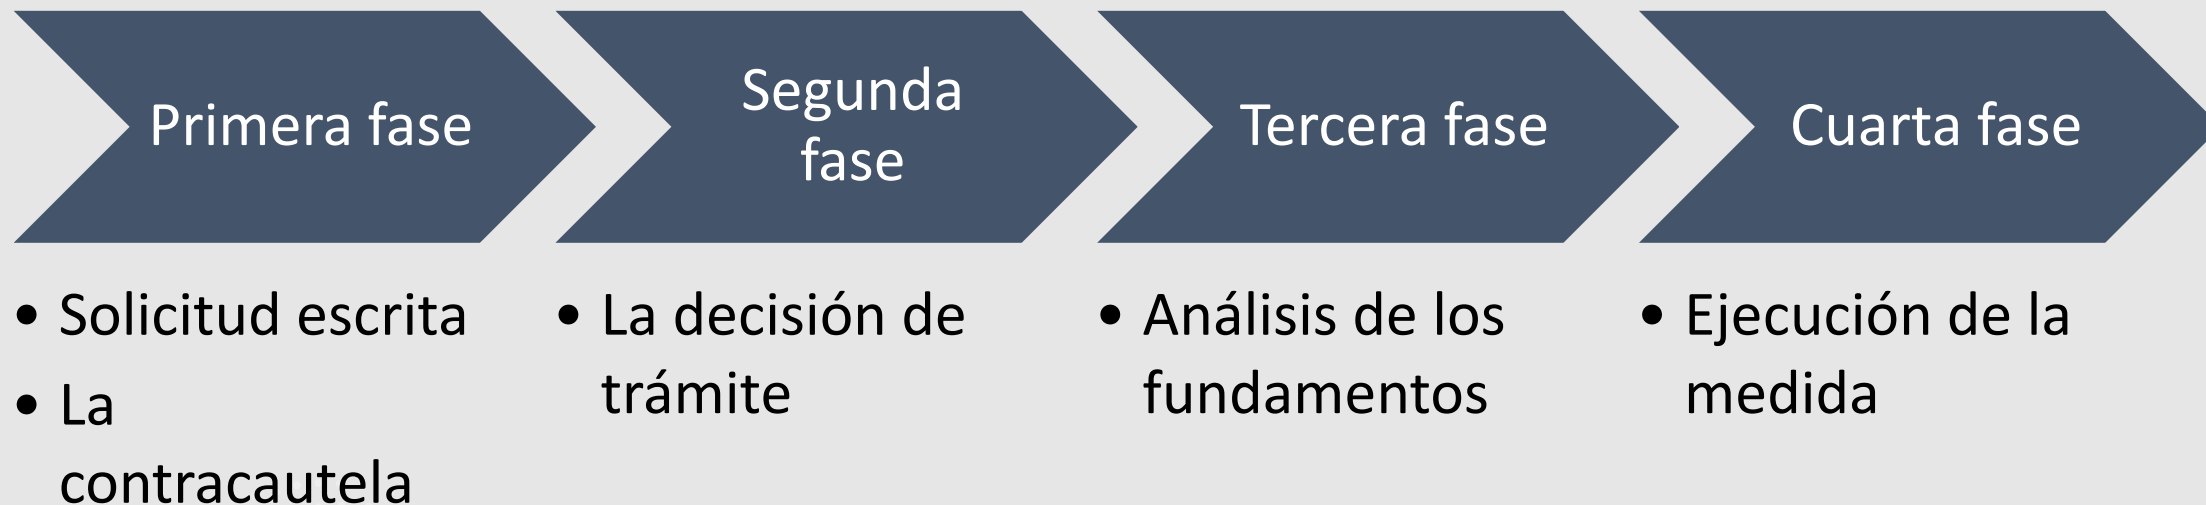 Primera fase
Segunda
fase
Tercera fase
Cuarta fase
• Solicitud escrita
• La
contracautela
• La decisión de
trámite
• Análisis de los
fundamentos
• Ejecución de la
medida